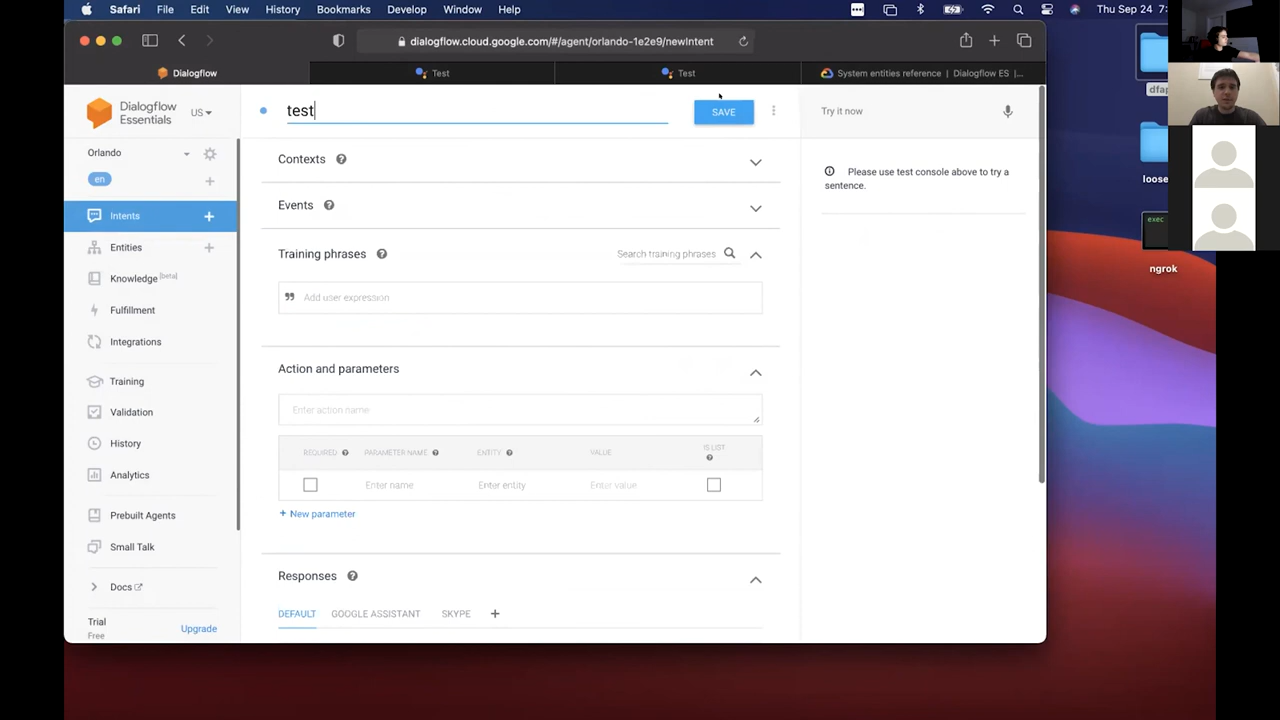 Safari File Edit View History Bookmarks Develop Window Help Thu Sep 24 7:
dialogflow.cloud.google.com/#/agent/orlando-1e2e9/newIntent
Dialogflow
Test
Test
System entities reference | Dialogflow ES |...
Dialogflow
Essentials
US
test
SAVE
Try it now
Please use test console above to try a
sentence.
Orlando
en
Intents
Entities
Knowledge [beta]
Fulfillment
Integrations
Training
Validation
History
Analytics
Prebuilt Agents
Small Talk
Docs
Trial
Free
Upgrade
Contexts
Events
Training phrases
Search training phrases
Add user expression
Action and parameters
Enter action name
REQUIRED PARAMETER NAME ENTITY VALUE IS LIST
Enter name Enter entity Enter value
+ New parameter
Responses
DEFAULT GOOGLE ASSISTANT SKYPE +
dfap
loose
exec
ngrok